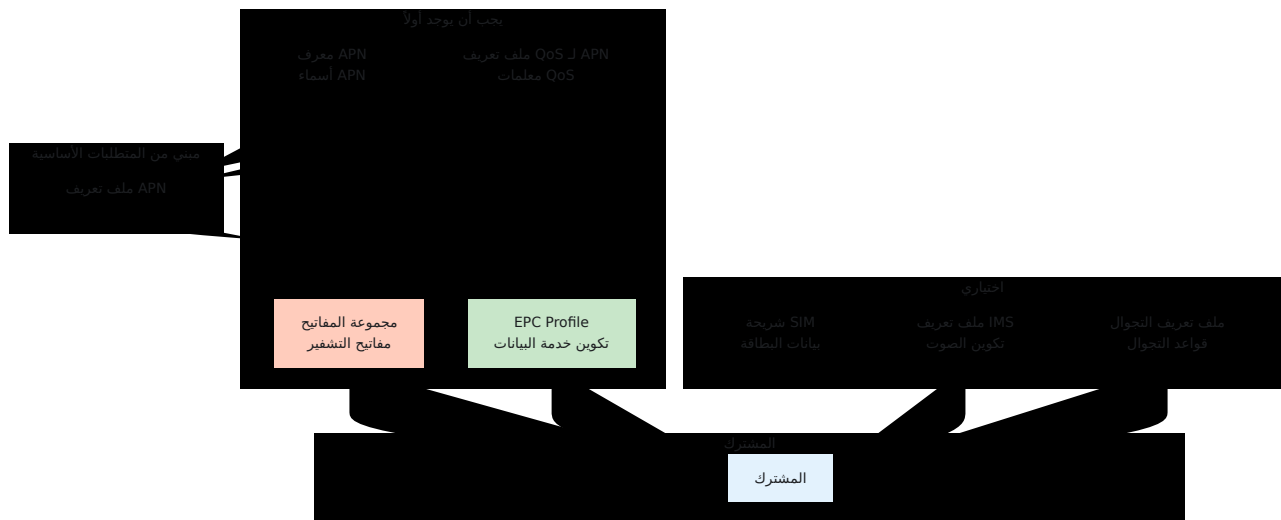 يجب أن يوجد أولاً
معرف APN
أسماء APN
ملف تعريف QoS لـ APN
معلمات QoS
مبني من المتطلبات الأساسية
ملف تعريف APN
مجموعة المفاتيح
مفاتيح التشفير
EPC Profile
تكوين خدمة البيانات
اختياري
شريحة SIM
بيانات البطاقة
ملف تعريف IMS
تكوين الصوت
ملف تعريف التجوال
قواعد التجوال
المشترك
المشترك